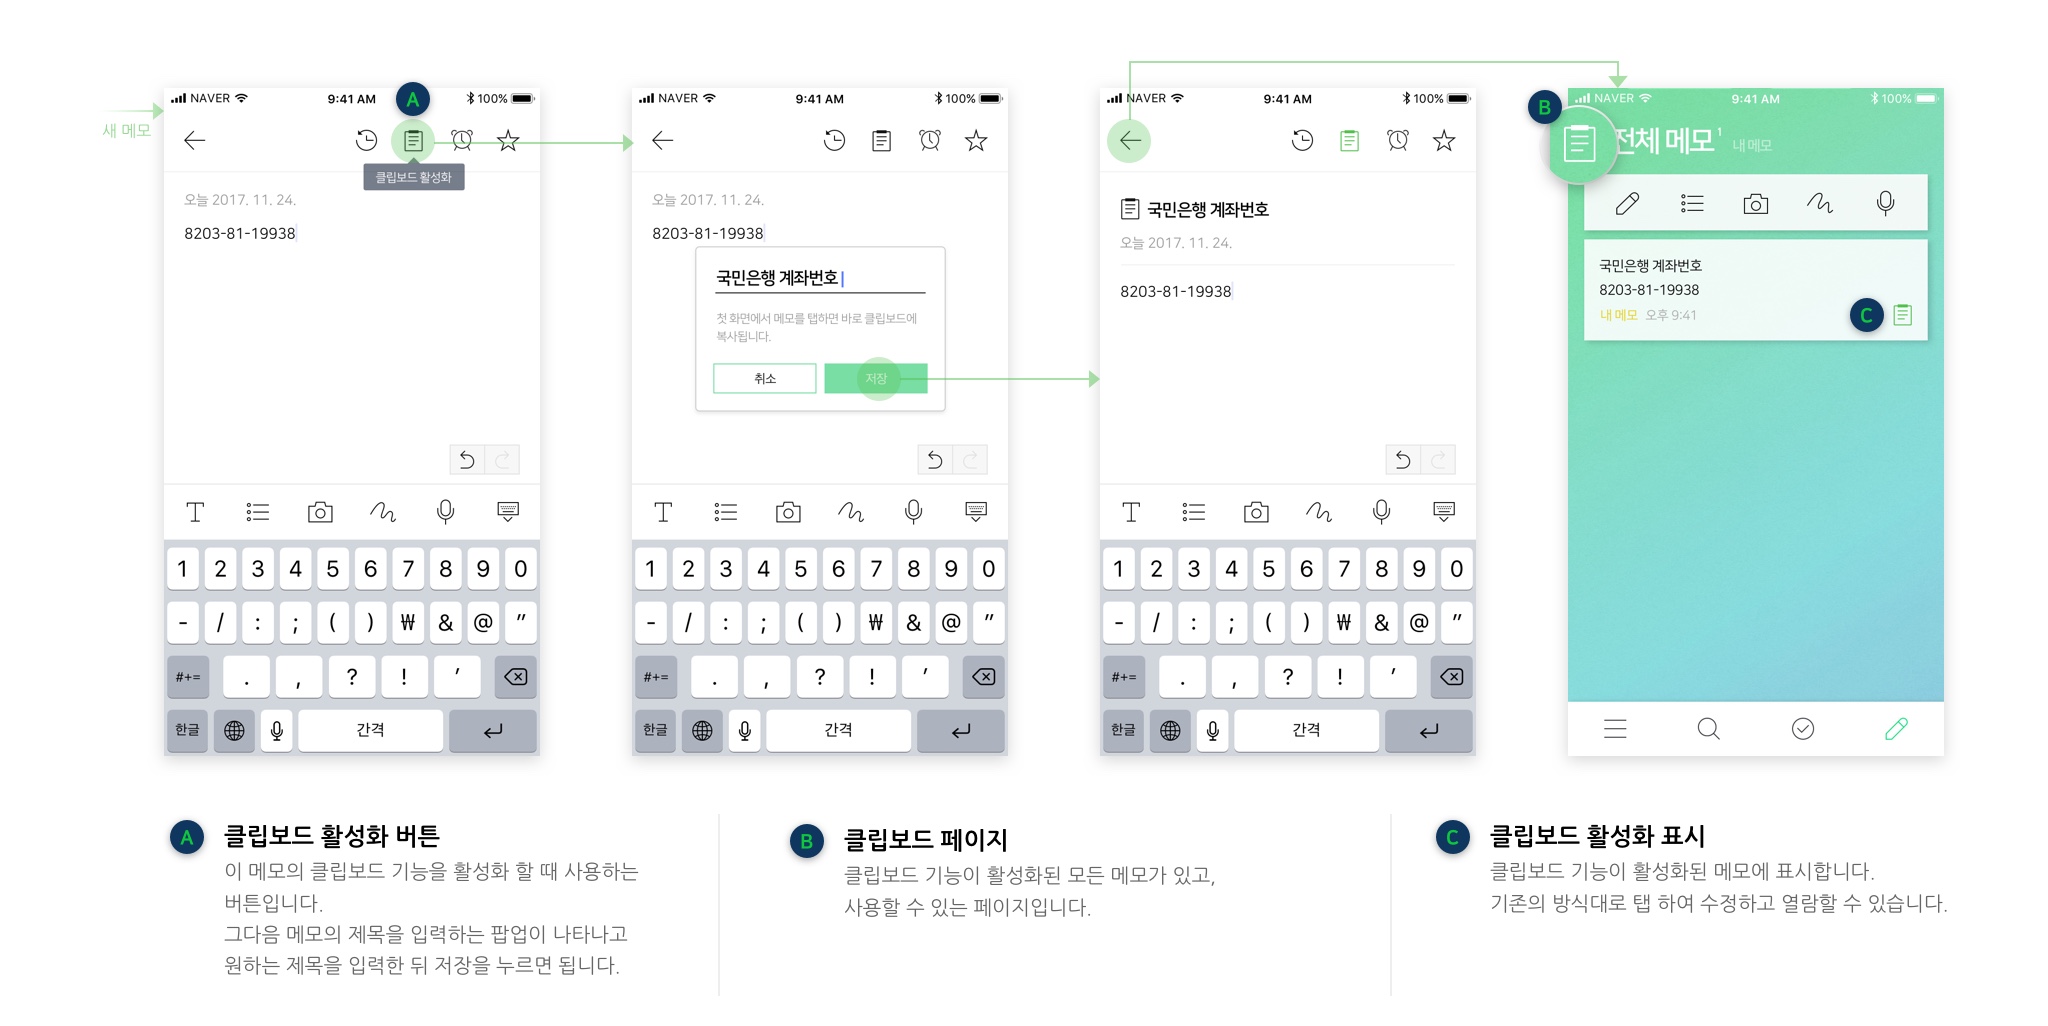 새 메모
NAVER 9:41 AM 100%
A
클립보드 활성화
오늘 2017. 11. 24.
8203-81-19938
T
1 2 3 4 5 6 7 8 9 0
- / : ; ( ) ₩ & @ ”
#+= . , ? ! ’
한글 간격
NAVER 9:41 AM 100%
오늘 2017. 11. 24.
8203-81-19938
국민은행 계좌번호
첫 화면에서 메모를 탭하면 바로 클립보드에
복사됩니다.
취소 저장
T
1 2 3 4 5 6 7 8 9 0
- / : ; ( ) ₩ & @ ”
#+= . , ? ! ’
한글 간격
NAVER 9:41 AM 100%
국민은행 계좌번호
오늘 2017. 11. 24.
8203-81-19938
T
1 2 3 4 5 6 7 8 9 0
- / : ; ( ) ₩ & @ ”
#+= . , ? ! ’
한글 간격
B
NAVER 9:41 AM 100%
전체 메모 1 내 메모
국민은행 계좌번호
8203-81-19938
내 메모 오후 9:41
C
A 클립보드 활성화 버튼
이 메모의 클립보드 기능을 활성화 할 때 사용하는
버튼입니다.
그다음 메모의 제목을 입력하는 팝업이 나타나고
원하는 제목을 입력한 뒤 저장을 누르면 됩니다.
B 클립보드 페이지
클립보드 기능이 활성화된 모든 메모가 있고,
사용할 수 있는 페이지입니다.
C 클립보드 활성화 표시
클립보드 기능이 활성화된 메모에 표시합니다.
기존의 방식대로 탭 하여 수정하고 열람할 수 있습니다.